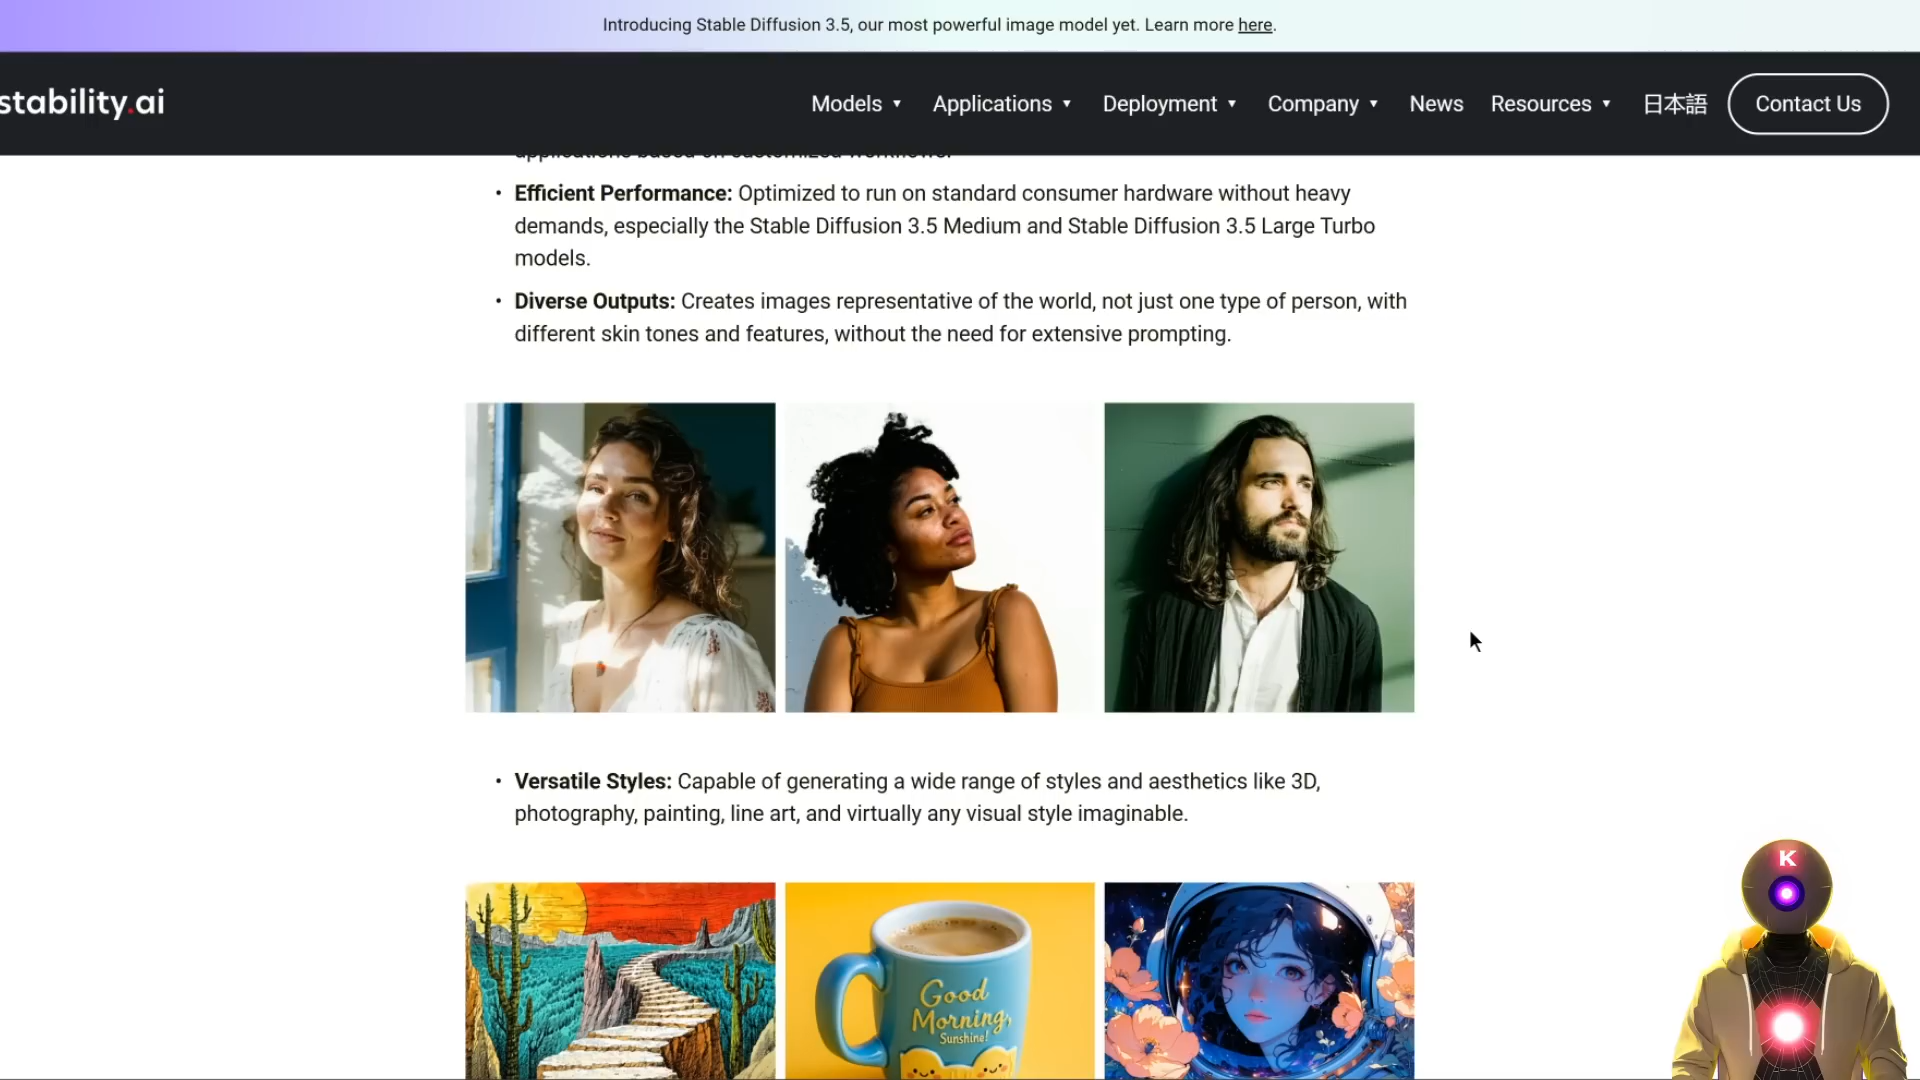 Introducing Stable Diffusion 3.5, our most powerful image model yet. Learn more here.
stability.ai
Models ▼ Applications ▼ Deployment ▼ Company ▼ News Resources ▼ 日本語 Contact Us
applications based on customized workflows.
• Efficient Performance: Optimized to run on standard consumer hardware without heavy
demands, especially the Stable Diffusion 3.5 Medium and Stable Diffusion 3.5 Large Turbo
models.
• Diverse Outputs: Creates images representative of the world, not just one type of person, with
different skin tones and features, without the need for extensive prompting.
• Versatile Styles: Capable of generating a wide range of styles and aesthetics like 3D,
photography, painting, line art, and virtually any visual style imaginable.
Good
Morning,
Sunshine!
K